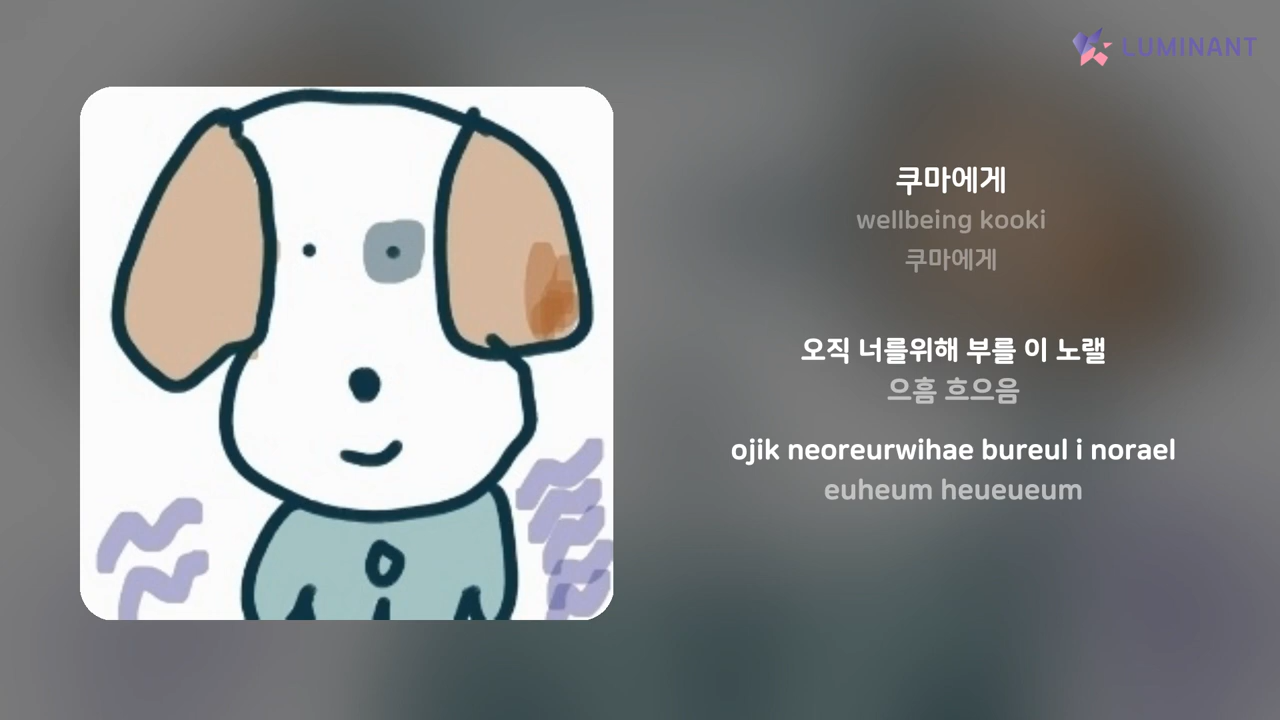 LUMINANT
쿠마에게
wellbeing kooki
쿠마에게
오직 너를위해 부를 이 노랠
으흠 흐으음
ojik neoreurwihae bureul i norael
euheum heueueum